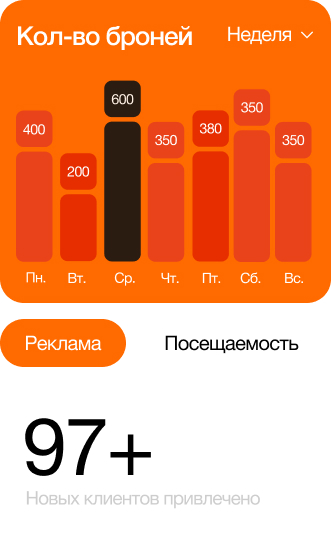 Кол-во броней
Неделя
400
200
600
350
380
350
350
Пн.
Вт.
Ср.
Чт.
Пт.
Сб.
Вс.
Реклама
Посещаемость
97+
Новых клиентов привлечено